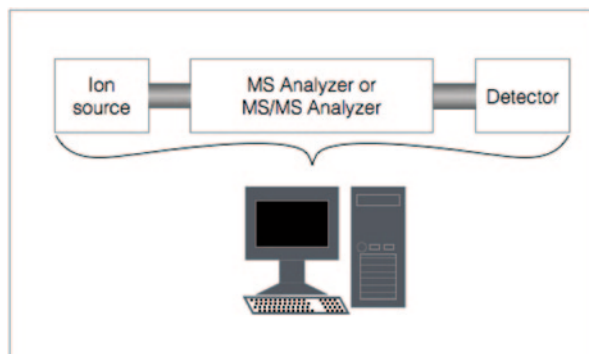 Ion
source
MS Analyzer or
MS/MS Analyzer
Detector